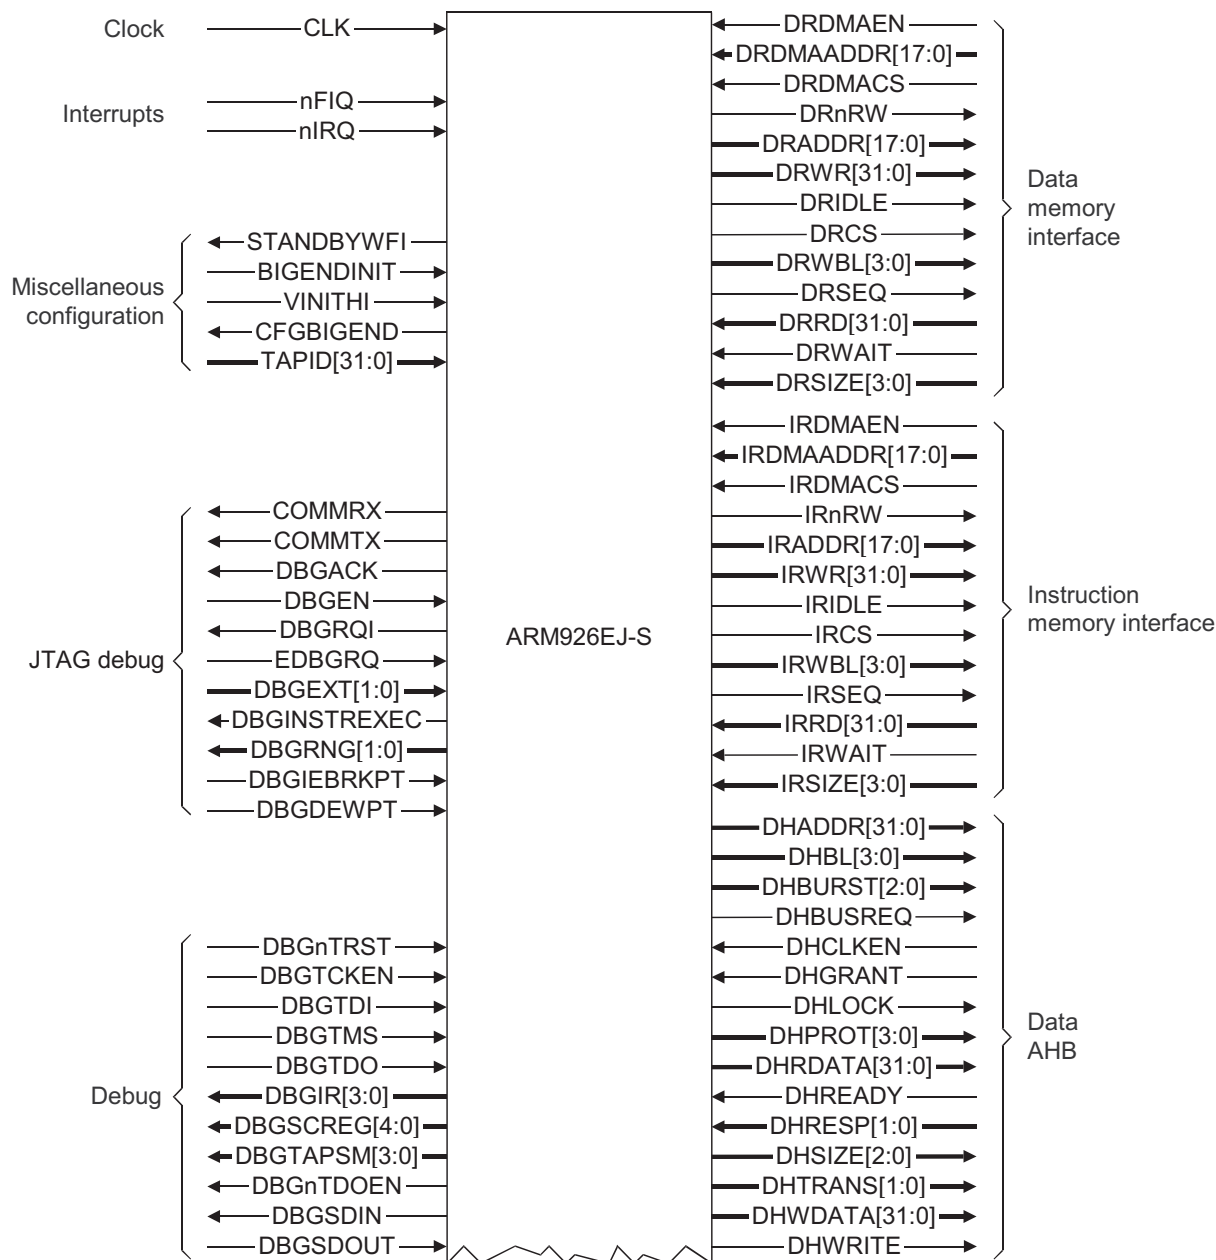 Clock
CLK
Interrupts
nFIQ
nIRQ
Miscellaneous
configuration
STANDBYWFI
BIGENDINIT
VINITHI
CFGBIGEND
TAPID[31:0]
JTAG debug
COMMRX
COMMTX
DBGACK
DBGEN
DBGRQI
EDBGRQ
DBGEXT[1:0]
DBGINSTREXEC
DBGRNG[1:0]
DBGIEBRKPT
DBGDEWPT
Debug
DBGnTRST
DBGTCKEN
DBGTDI
DBGTMS
DBGTDO
DBGIR[3:0]
DBGSCREG[4:0]
DBGTAPSM[3:0]
DBGnTDOEN
DBGSDIN
DBGSDOUT
ARM926EJ-S
DRDMAEN
DRDMAADDR[17:0]
DRDMACS
DRnRW
DRADDR[17:0]
DRWR[31:0]
DRIDLE
DRCS
DRWBL[3:0]
DRSEQ
DRRD[31:0]
DRWAIT
DRSIZE[3:0]
Data
memory
interface
IRDMAEN
IRDMAADDR[17:0]
IRDMACS
IRnRW
IRADDR[17:0]
IRWR[31:0]
IRIDLE
IRCS
IRWBL[3:0]
IRSEQ
IRRD[31:0]
IRWAIT
IRSIZE[3:0]
Instruction
memory interface
DHADDR[31:0]
DHBL[3:0]
DHBURST[2:0]
DHBUSREQ
DHCLKEN
DHGRANT
DHLOCK
DHPROT[3:0]
DHRDATA[31:0]
DHREADY
DHRESP[1:0]
DHSIZE[2:0]
DHTRANS[1:0]
DHWDATA[31:0]
DHWRITE
Data
AHB